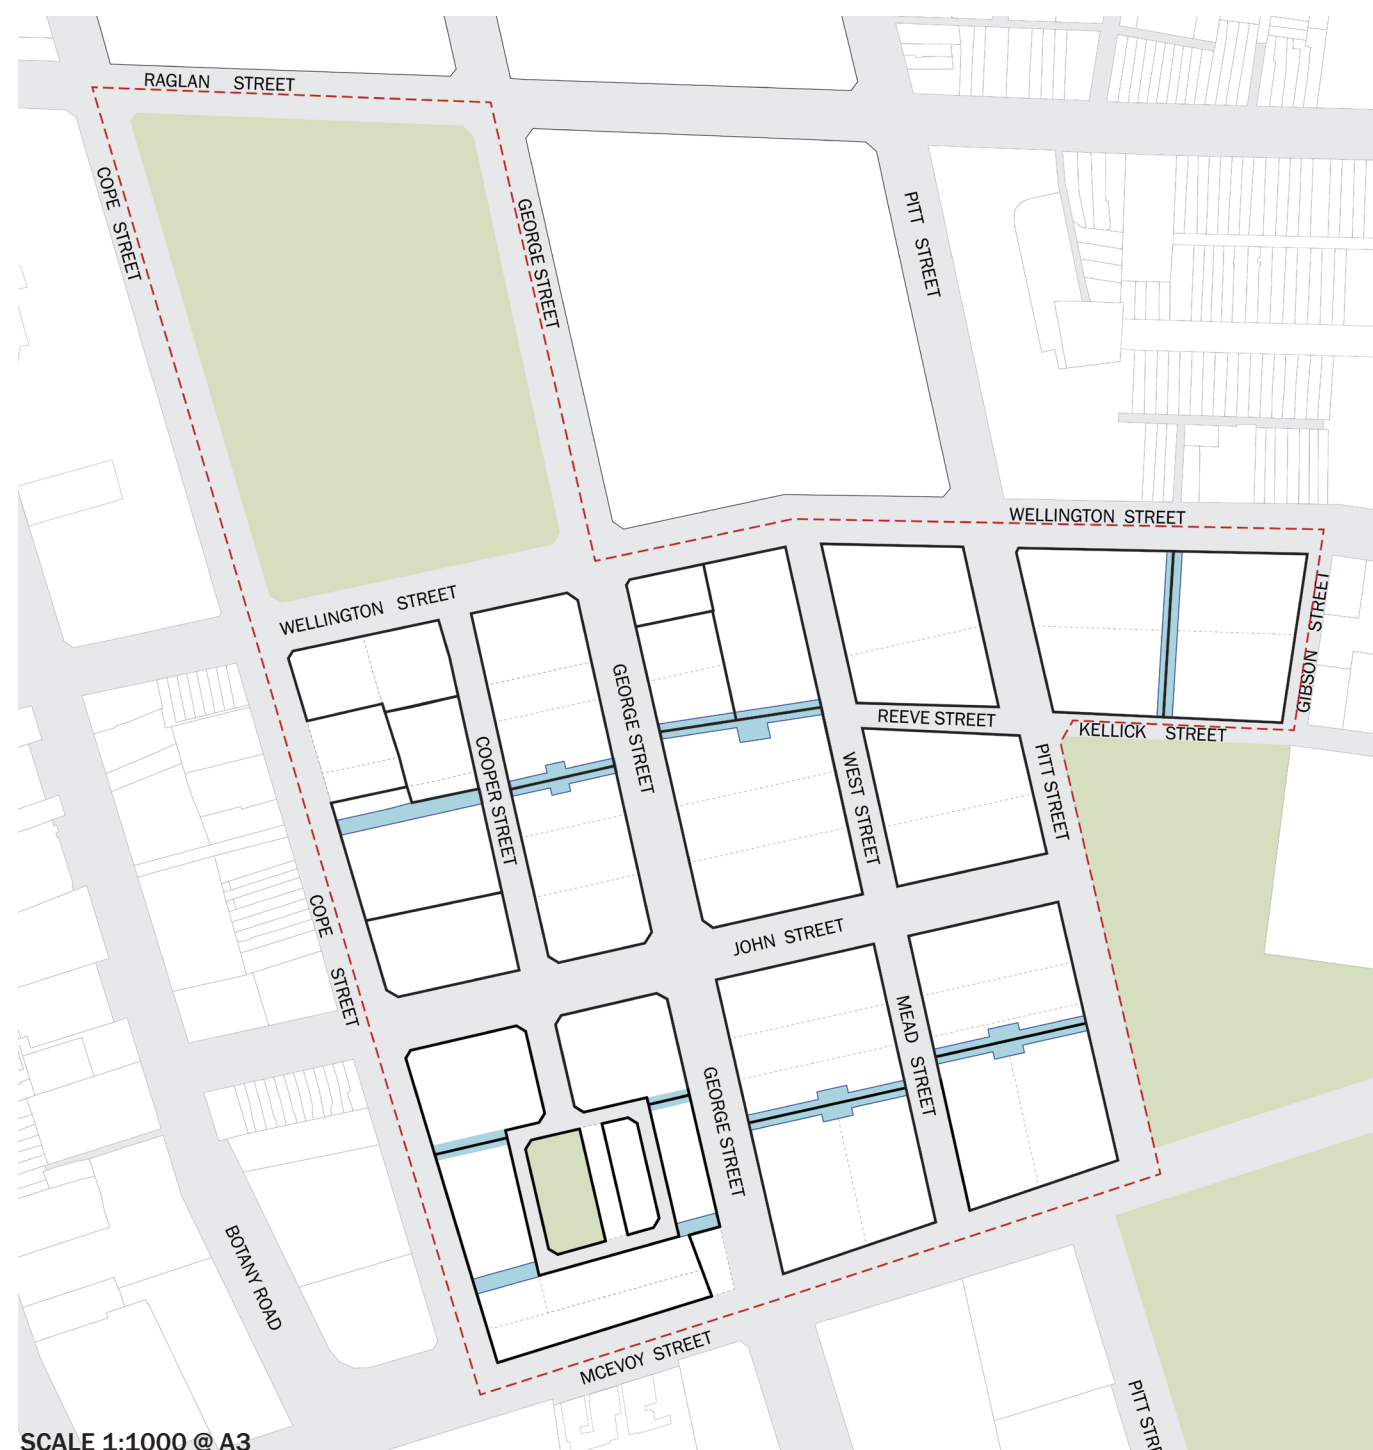 RAGLAN STREET
COPE STREET
GEORGE STREET
PITT STREET
WELLINGTON STREET
WELLINGTON STREET
GIBSON STREET
GEORGE STREET
REEVE STREET
KELLICK STREET
COOPER STREET
WEST STREET
PITT STREET
COPE STREET
JOHN STREET
MEAD STREET
GEORGE STREET
BOTANY ROAD
MCEVOY STREET
PITT STRE
SCALE 1:1000 @ A3